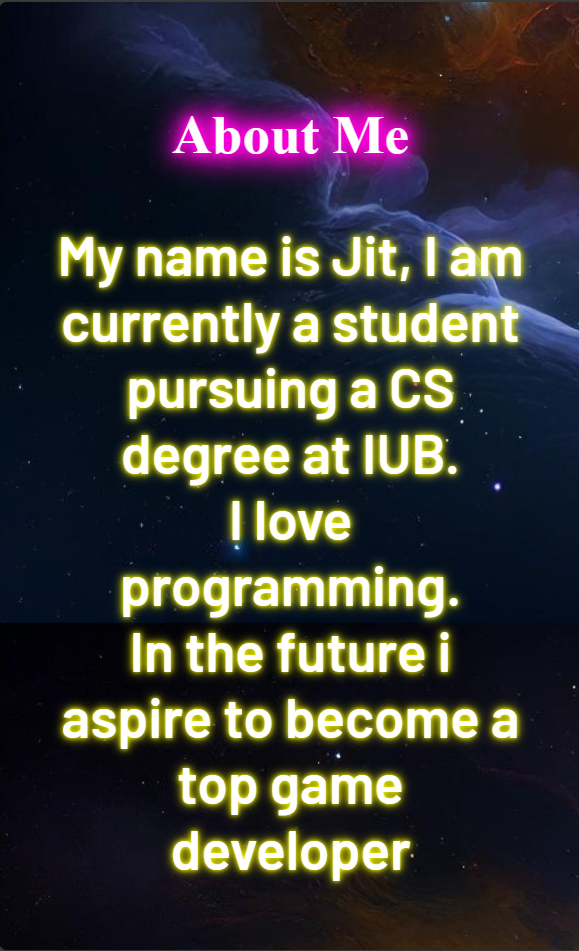 About Me
My name is Jit, I am
currently a student
pursuing a CS
degree at IUB.
I love
programming.
In the future i
aspire to become a
top game
developer